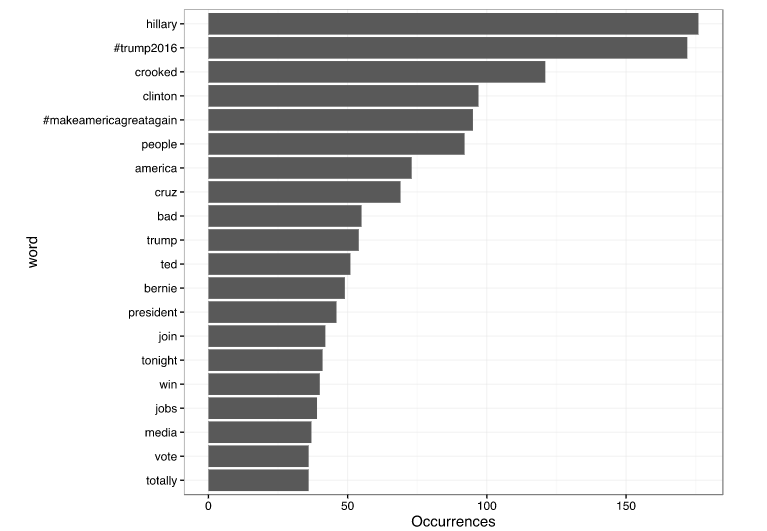 hillary
#trump2016
crooked
clinton
#makeamericagreatagain
people
america
cruz
bad
trump
ted
bernie
president
join
tonight
win
jobs
media
vote
totally
word
0 50 100 150
Occurrences